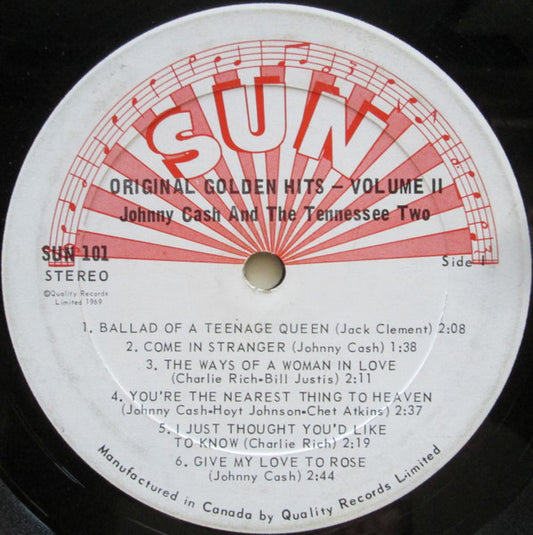 SUN
ORIGINAL GOLDEN HITS – VOLUME II
Johnny Cash And The Tennessee Two
SUN 101
STEREO
Side 1
©Quality Records
Limited 1969
1. BALLAD OF A TEENAGE QUEEN (Jack Clement) 2:08
2. COME IN STRANGER (Johnny Cash) 1:38
3. THE WAYS OF A WOMAN IN LOVE
(Charlie Rich-Bill Justis) 2:11
4. YOU'RE THE NEAREST THING TO HEAVEN
(Johnny Cash-Hoyt Johnson-Chet Atkins) 2:37
5. I JUST THOUGHT YOU'D LIKE
TO KNOW (Charlie Rich) 2:19
6. GIVE MY LOVE TO ROSE
(Johnny Cash) 2:44
Manufactured in Canada by Quality Records Limited